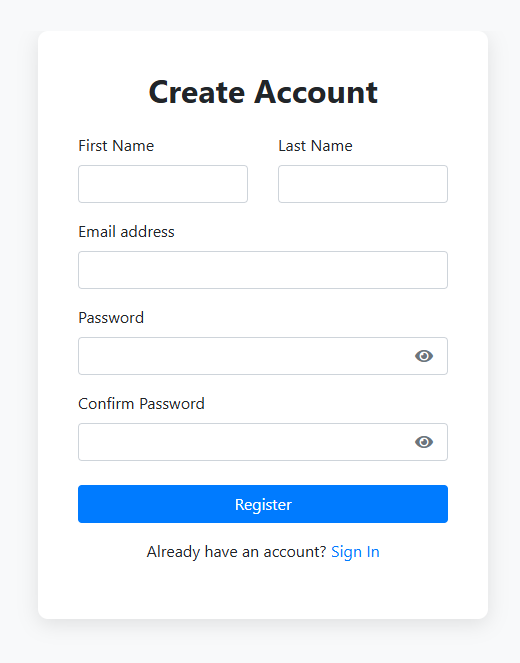 Create Account
First Name Last Name
Email address
Password
Confirm Password
Register
Already have an account? Sign In